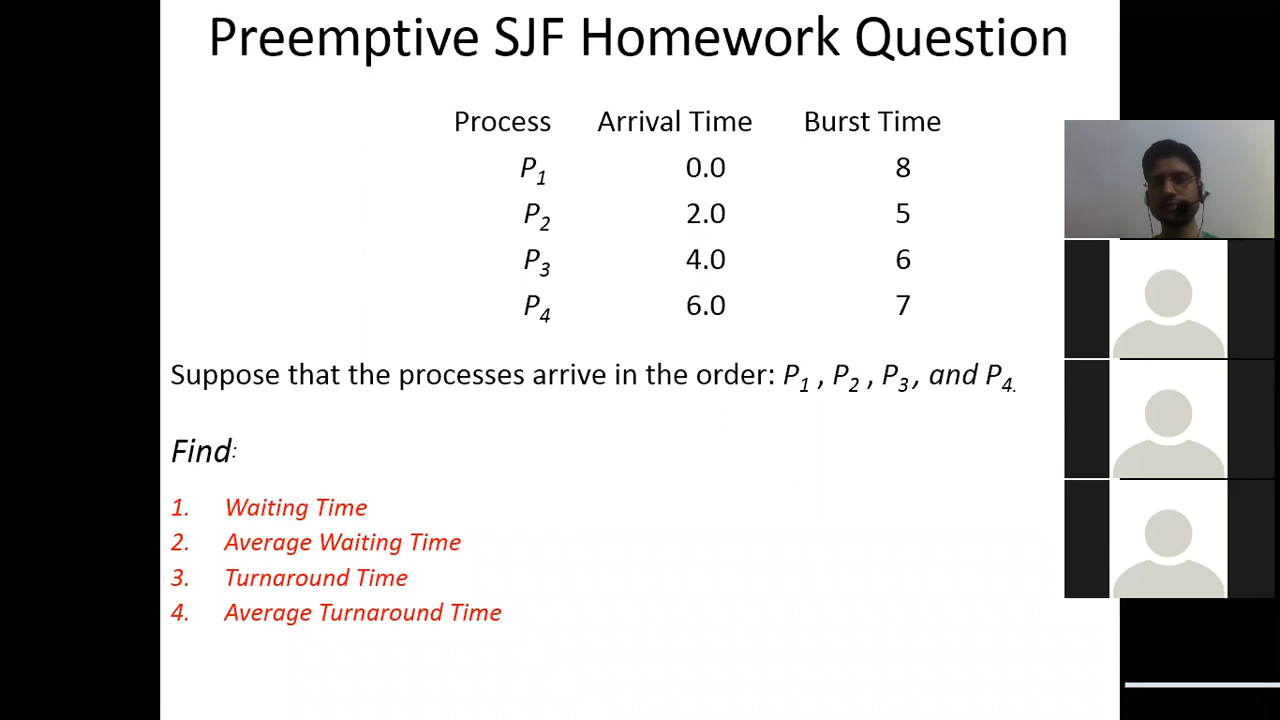 Preemptive SJF Homework Question
Process Arrival Time Burst Time
P1 0.0 8
P2 2.0 5
P3 4.0 6
P4 6.0 7
Suppose that the processes arrive in the order: P1 , P2 , P3, and P4.
Find:
1. Waiting Time
2. Average Waiting Time
3. Turnaround Time
4. Average Turnaround Time